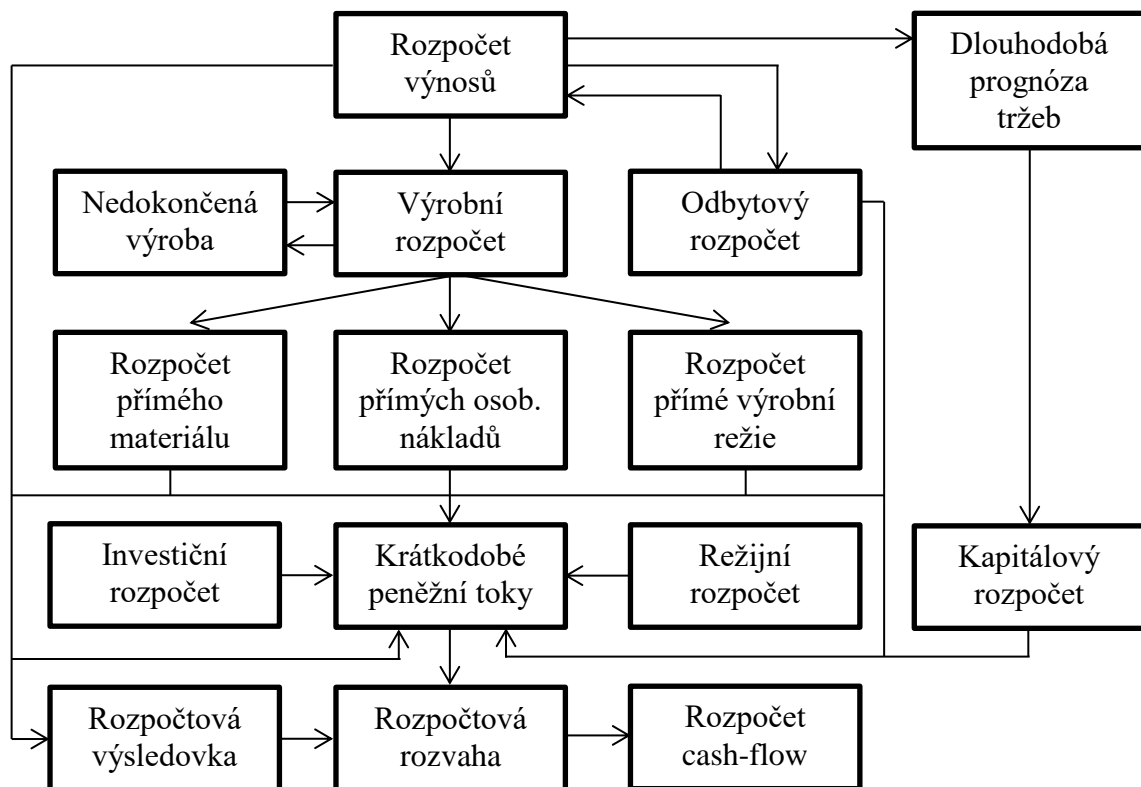 Rozpočet
výnosů
Dlouhodobá
prognóza
tržeb
Nedokončená
výroba
Výrobní
rozpočet
Odbytový
rozpočet
Rozpočet
přímého
materiálu
Rozpočet
přímých osob.
nákladů
Rozpočet
přímé výrobní
režie
Investiční
rozpočet
Krátkodobé
peněžní toky
Režijní
rozpočet
Kapitálový
rozpočet
Rozpočtová
výsledovka
Rozpočtová
rozvaha
Rozpočet
cash-flow